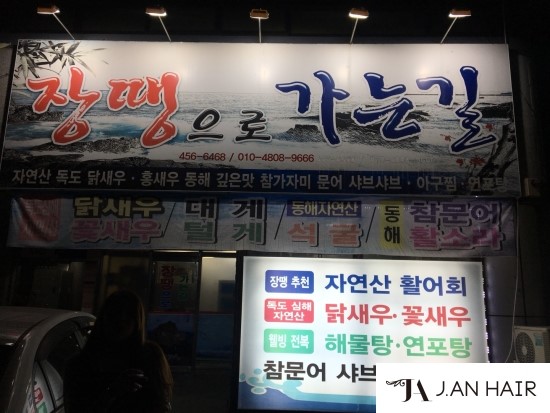 장땡으로 가는길
456-6468 / 010-4808-9666
자연산 독도 닭새우 · 홍새우 동해 깊은맛 참가자미 문어 샤브샤브 · 아구찜 · 연포탕
닭새우 / 대게 / 동해자연산 / 동해 참문어
꽃새우 털게 석굴 활소라
장땡 추천 자연산 활어회
독도 심해 자연산 닭새우·꽃새우
웰빙 전복 해물탕·연포탕
참문어 샤브
JA J.AN HAIR